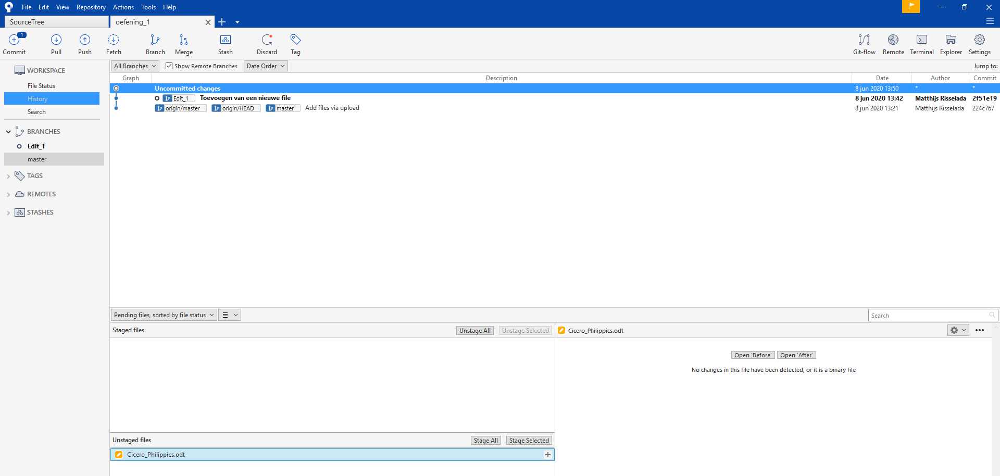 File Edit View Repository Actions Tools Help
SourceTree oefening_1
1
Commit Pull Push Fetch Branch Merge Stash Discard Tag Git-flow Remote Terminal Explorer Settings
WORKSPACE
File Status
History
Search
BRANCHES
Edit_1
master
TAGS
REMOTES
STASHES
All Branches Show Remote Branches Date Order Jump to:
Graph Description Date Author Commit
Uncommitted changes 8 jun 2020 13:50 * *
Edit_1 Toevoegen van een nieuwe file 8 jun 2020 13:42 Matthijs Risselada 2f51e19
origin/master origin/HEAD master Add files via upload 8 jun 2020 13:21 Matthijs Risselada 224c767
Pending files, sorted by file status Search
Staged files Unstage All Unstage Selected
Cicero_Philippics.odt
Open 'Before' Open 'After'
No changes in this file have been detected, or it is a binary file
Unstaged files Stage All Stage Selected
Cicero_Philippics.odt